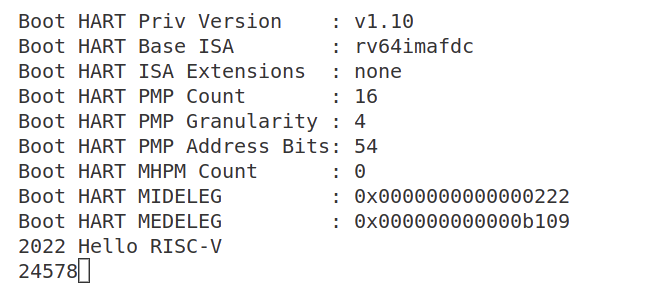 Boot HART Priv Version    : v1.10
Boot HART Base ISA        : rv64imafdc
Boot HART ISA Extensions  : none
Boot HART PMP Count       : 16
Boot HART PMP Granularity : 4
Boot HART PMP Address Bits: 54
Boot HART MHPM Count      : 0
Boot HART MIDELEG         : 0x0000000000000222
Boot HART MEDELEG         : 0x000000000000b109
2022 Hello RISC-V
24578